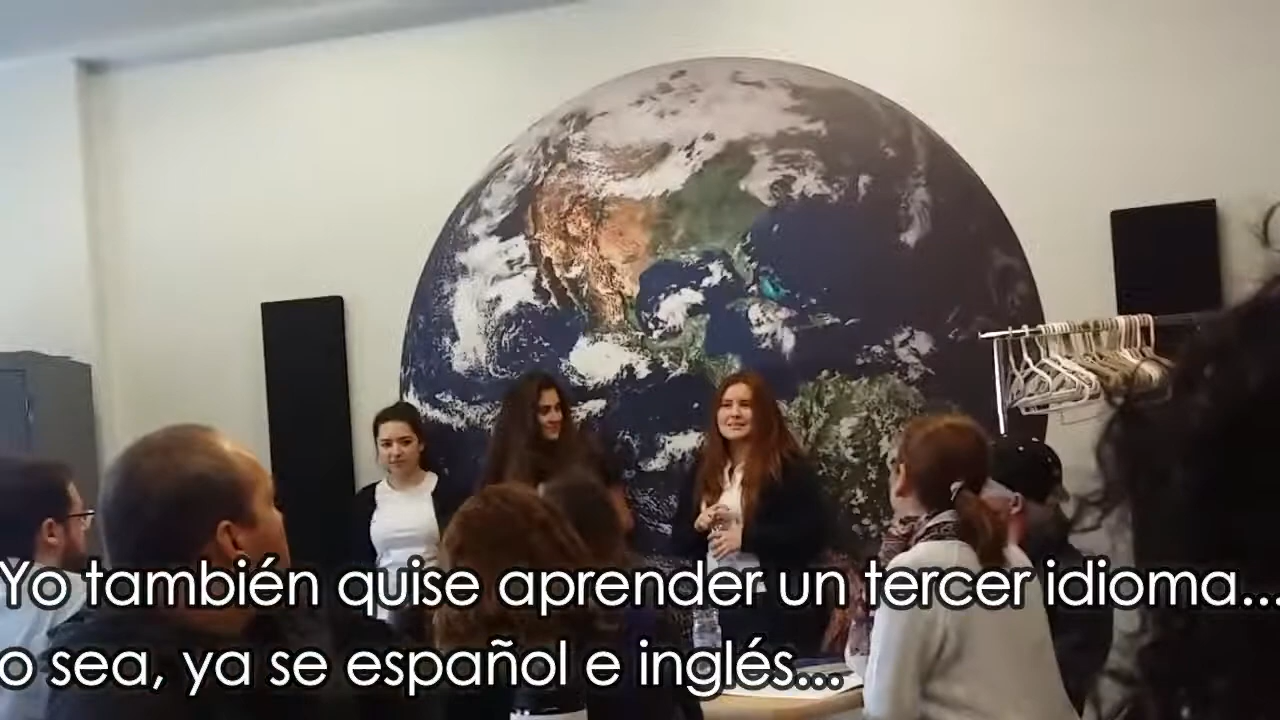 Yo también quise aprender un tercer idioma...
o sea, ya se español e inglés...